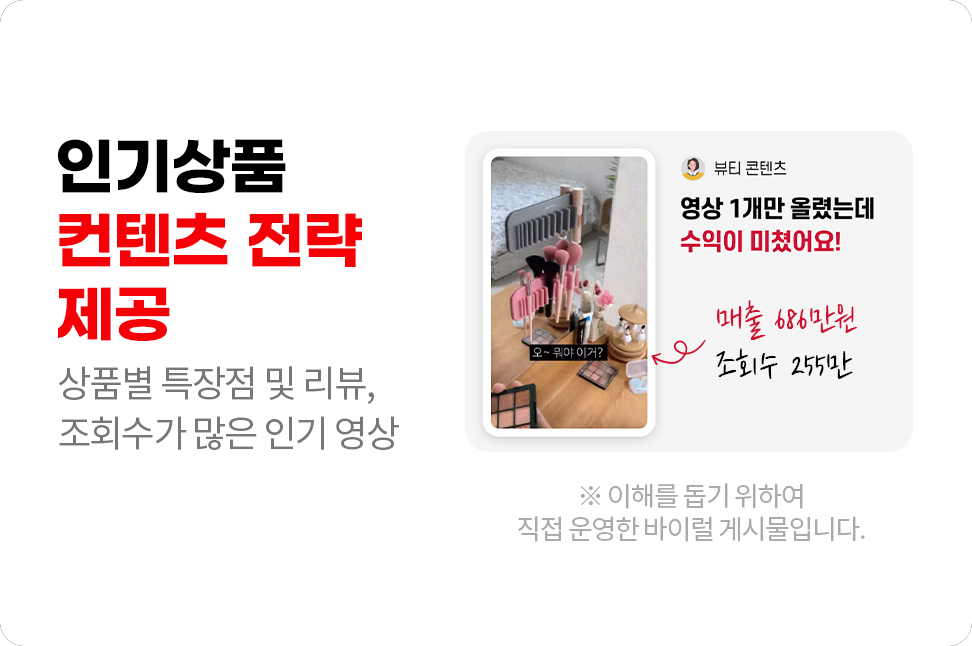 인기상품
컨텐츠 전략
제공
상품별 특장점 및 리뷰,
조회수가 많은 인기 영상
뷰티 콘텐츠
영상 1개만 올렸는데
수익이 미쳤어요!
매출 686만원
조회수 255만
오~ 뭐야 이거?
※ 이해를 돕기 위하여
직접 운영한 바이럴 게시물입니다.